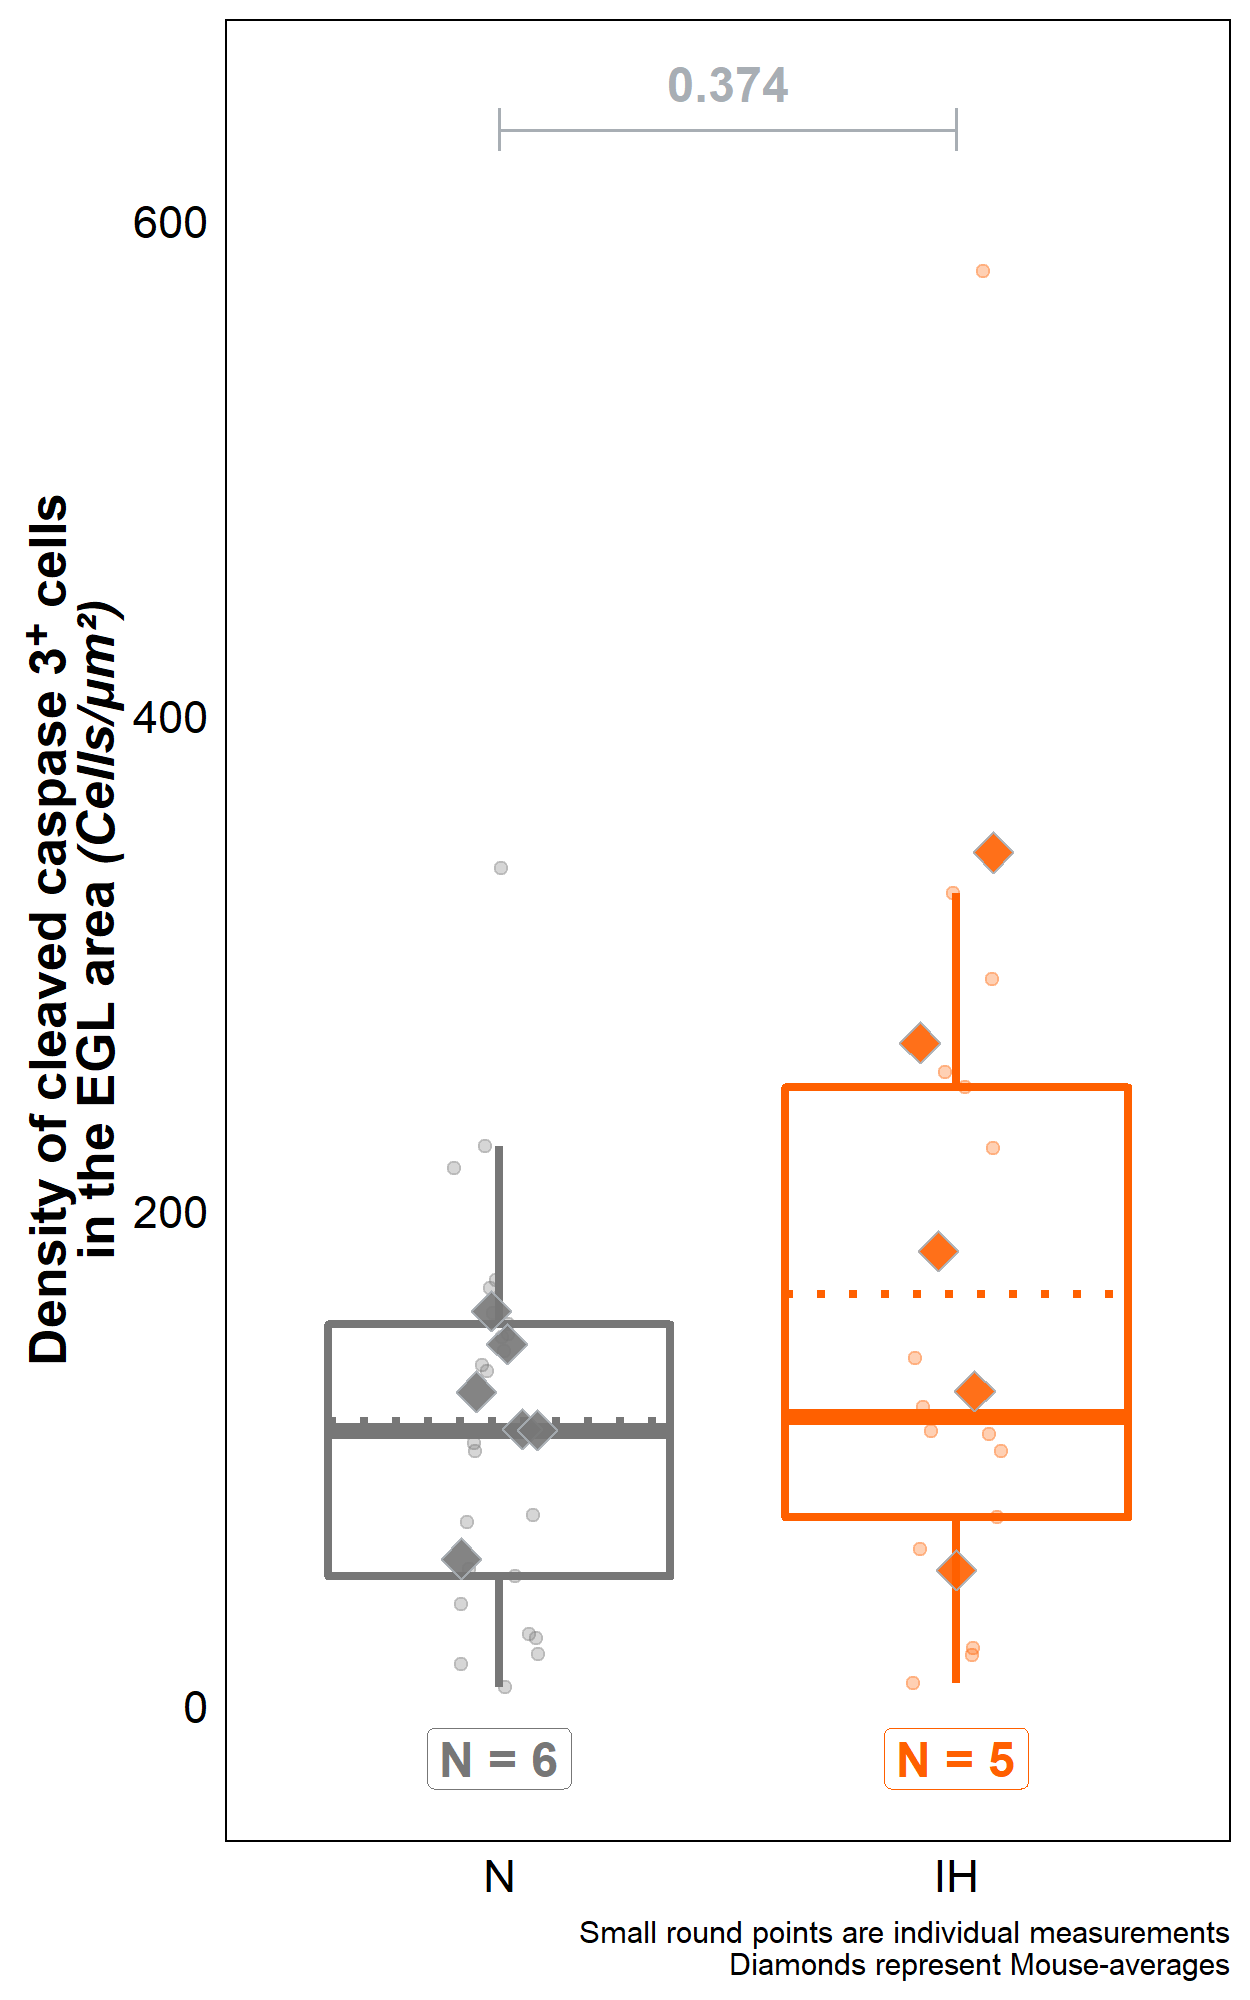 0.374
600
400
200
0
Density of cleaved caspase 3⁺ cells
in the EGL area (Cells/µm²)
N = 6
N = 5
N
IH
Small round points are individual measurements
Diamonds represent Mouse-averages